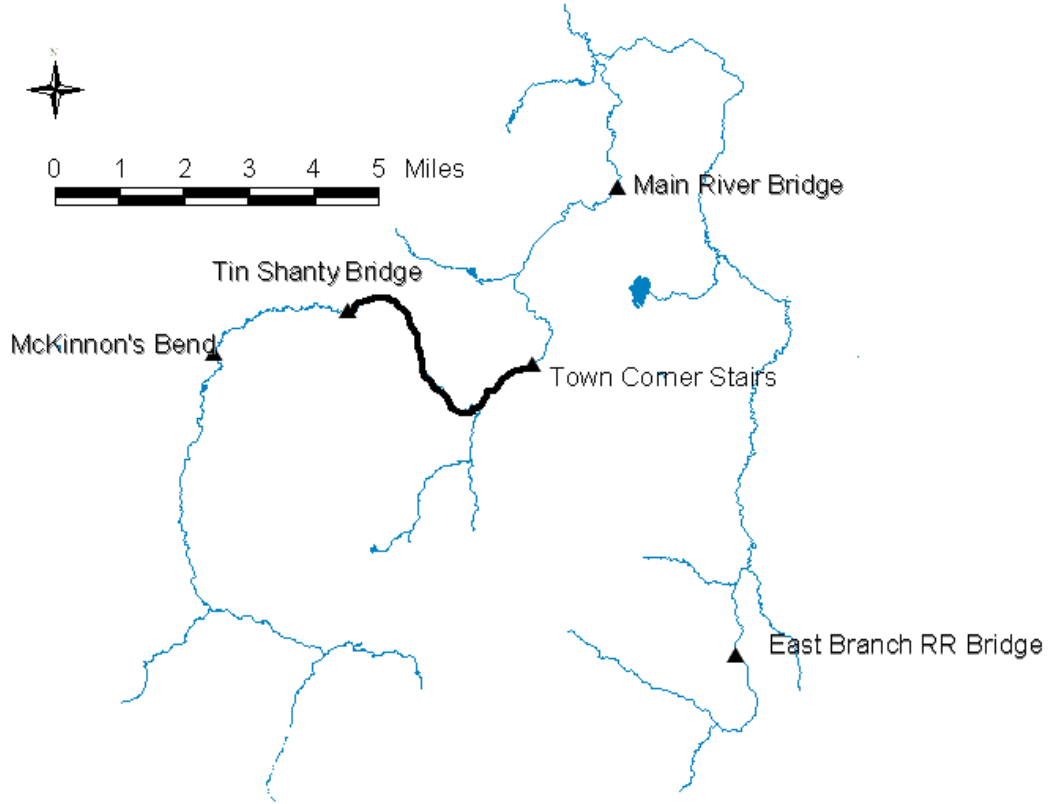 N
0 1 2 3 4 5 Miles
Main River Bridge
Tin Shanty Bridge
McKinnon's Bend
Town Corner Stairs
East Branch RR Bridge